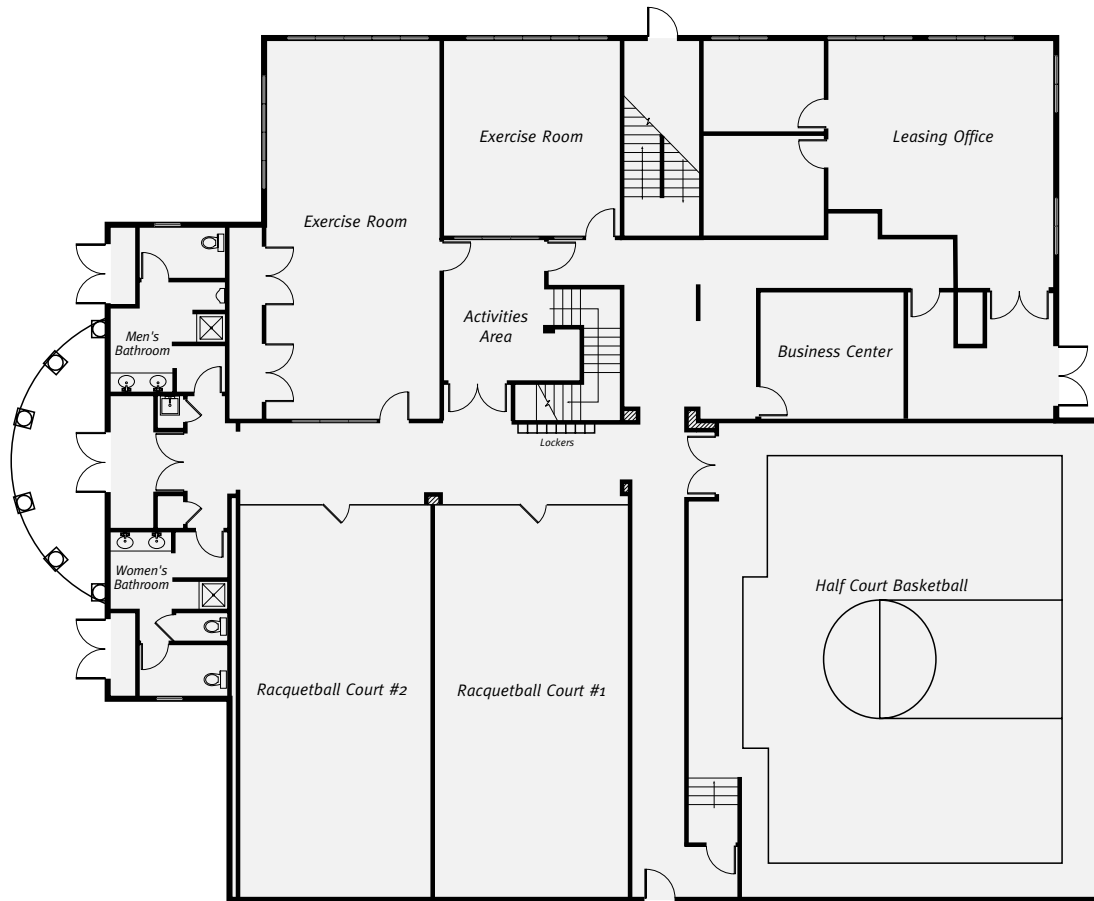 Exercise Room
Leasing Office
Exercise Room
Activities
Area
Men's
Bathroom
Business Center
Lockers
Women's
Bathroom
Half Court Basketball
Racquetball Court #2
Racquetball Court #1